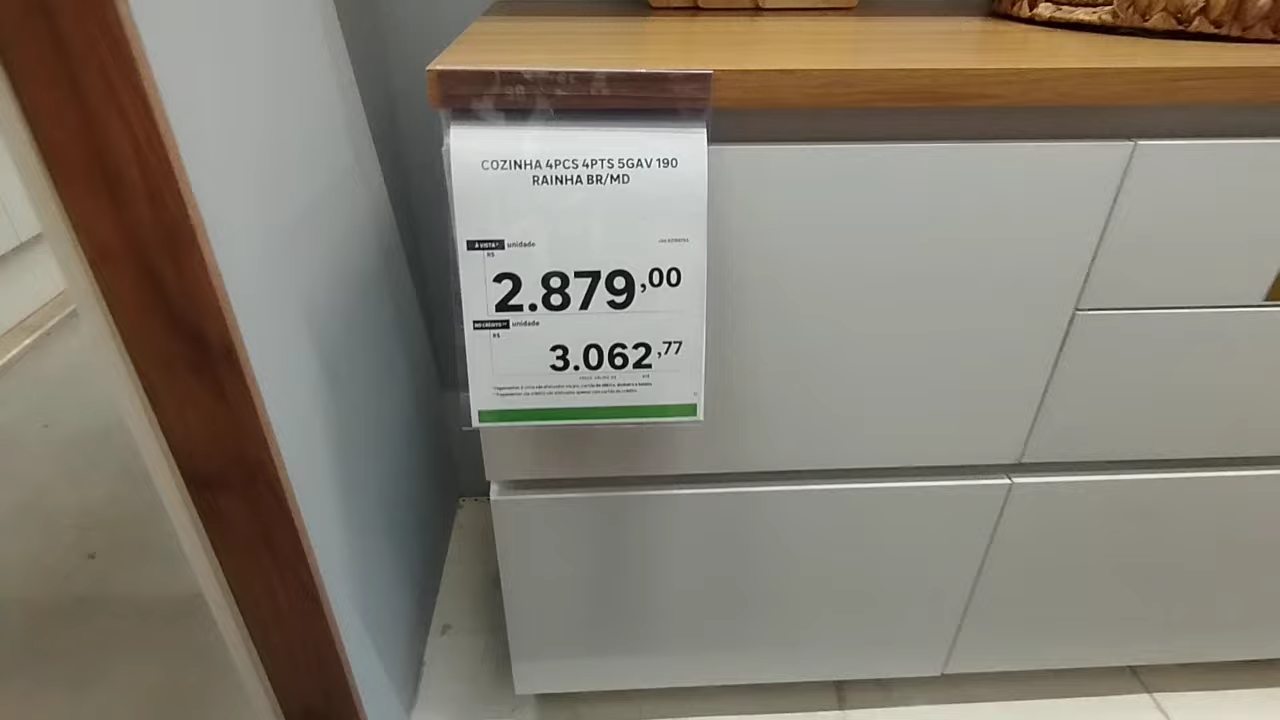 COZINHA 4PCS 4PTS 5GAV 190
RAINHA BR/MD
À VISTA* unidade
R$
2.879,00
NO CRÉDITO** unidade
R$
3.062,77